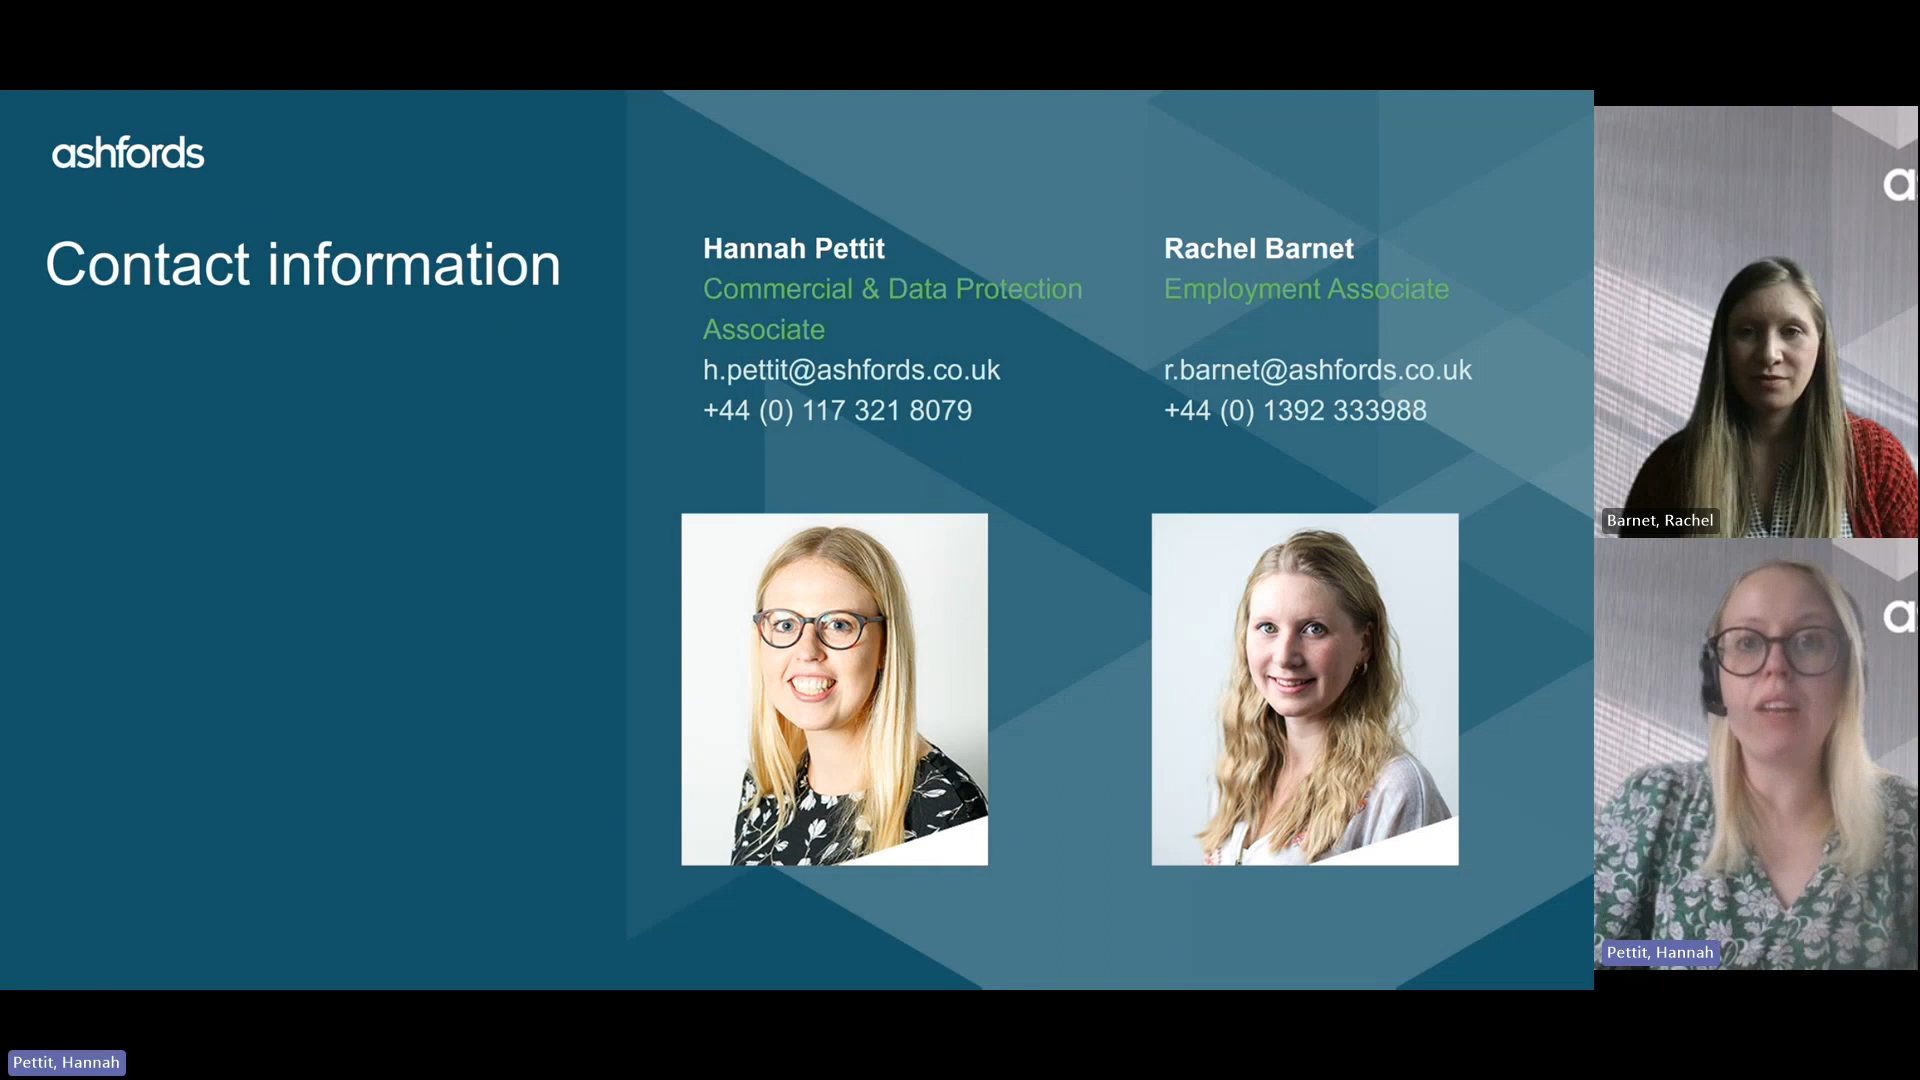 ashfords
Contact information
Hannah Pettit
Commercial & Data Protection
Associate
h.pettit@ashfords.co.uk
+44 (0) 117 321 8079
Rachel Barnet
Employment Associate
r.barnet@ashfords.co.uk
+44 (0) 1392 333988
a
Barnet, Rachel
a
Pettit, Hannah
Pettit, Hannah